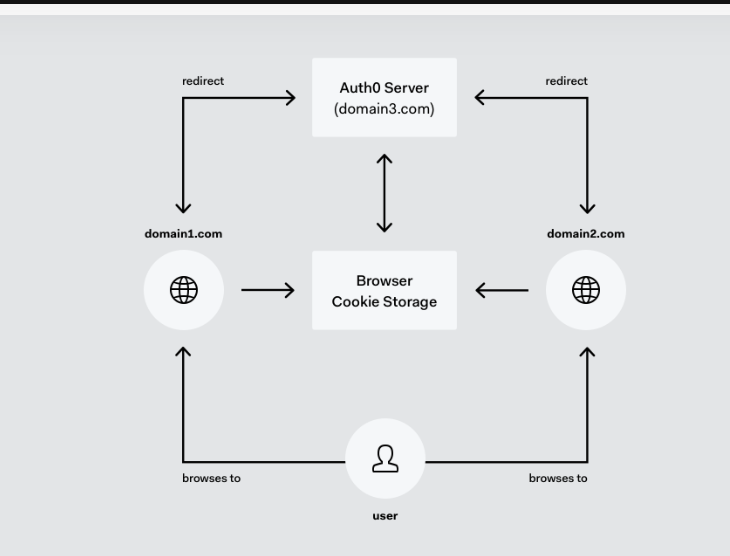 redirect
Auth0 Server
(domain3.com)
redirect
domain1.com
domain2.com
Browser
Cookie Storage
browses to
browses to
user